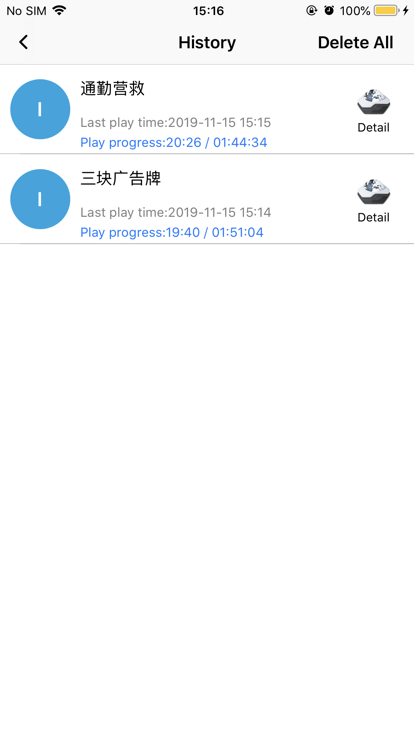 No SIM 15:16 100%
History Delete All
I
通勤营救
Last play time:2019-11-15 15:15
Play progress:20:26 / 01:44:34
Detail
I
三块广告牌
Last play time:2019-11-15 15:14
Play progress:19:40 / 01:51:04
Detail